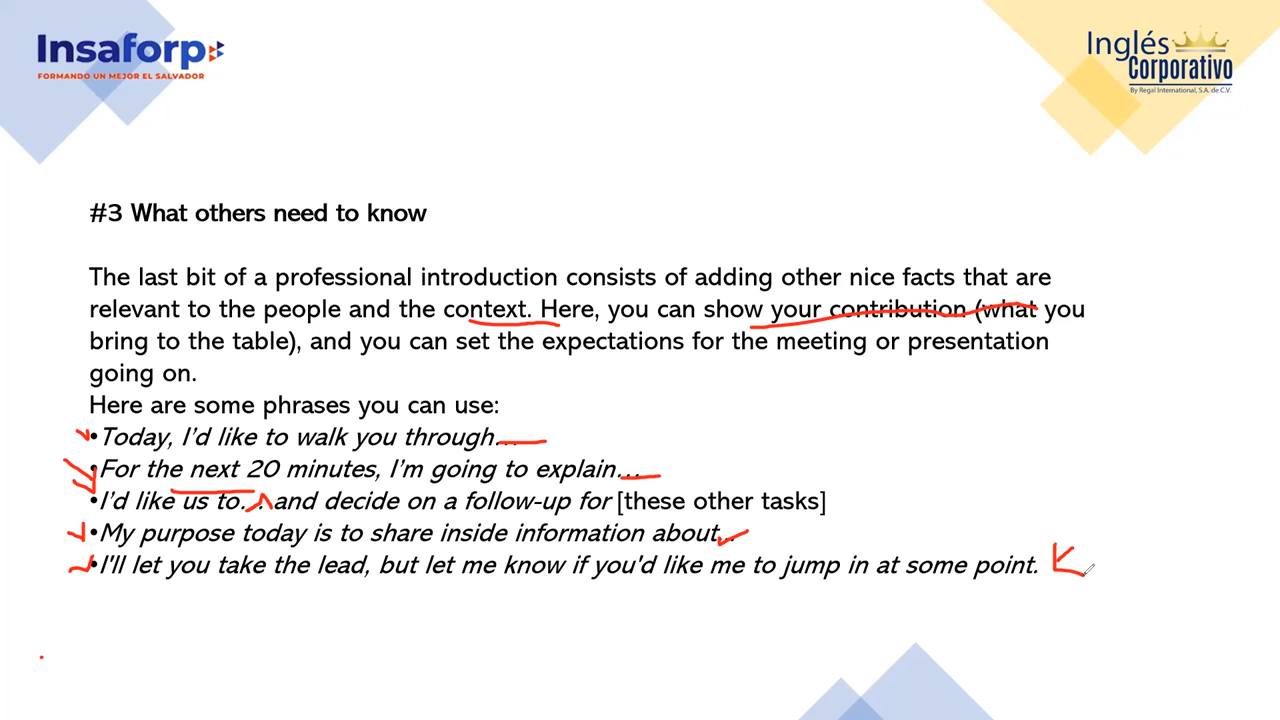 Insaforp
FORMANDO UN MEJOR EL SALVADOR
Inglés
Corporativo
By Regal International, S.A. de C.V.
#3 What others need to know
The last bit of a professional introduction consists of adding other nice facts that are
relevant to the people and the context. Here, you can show your contribution (what you
bring to the table), and you can set the expectations for the meeting or presentation
going on.
Here are some phrases you can use:
•Today, I’d like to walk you through…
•For the next 20 minutes, I’m going to explain…
•I’d like us to… and decide on a follow-up for [these other tasks]
•My purpose today is to share inside information about…
•I'll let you take the lead, but let me know if you'd like me to jump in at some point.